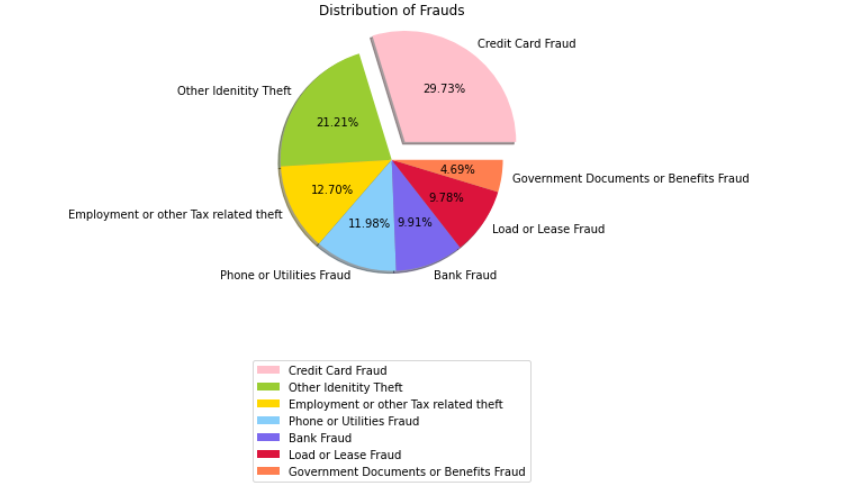 Distribution of Frauds
Credit Card Fraud
29.73%
Other Idenitity Theft
21.21%
4.69%
Government Documents or Benefits Fraud
12.70%
9.78%
Employment or other Tax related theft
11.98%
9.91%
Load or Lease Fraud
Phone or Utilities Fraud
Bank Fraud
Credit Card Fraud
Other Idenitity Theft
Employment or other Tax related theft
Phone or Utilities Fraud
Bank Fraud
Load or Lease Fraud
Government Documents or Benefits Fraud